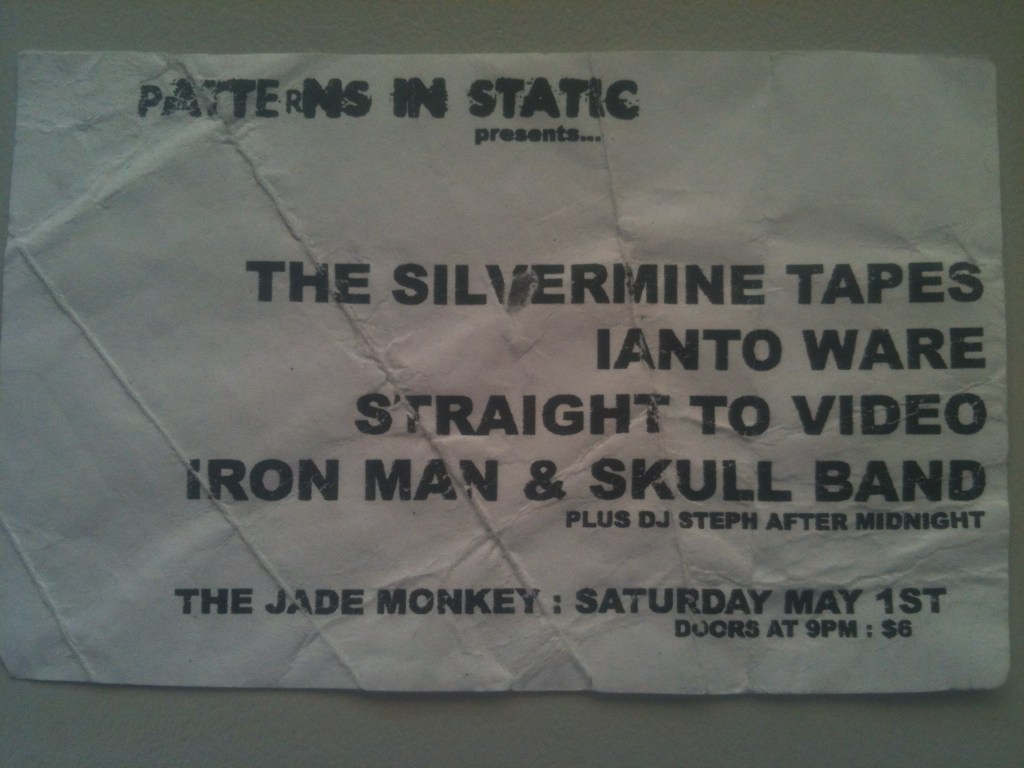 PATTERNS IN STATIC
presents...
THE SILVERMINE TAPES
IANTO WARE
STRAIGHT TO VIDEO
IRON MAN & SKULL BAND
PLUS DJ STEPH AFTER MIDNIGHT
THE JADE MONKEY : SATURDAY MAY 1ST
DOORS AT 9PM : $6